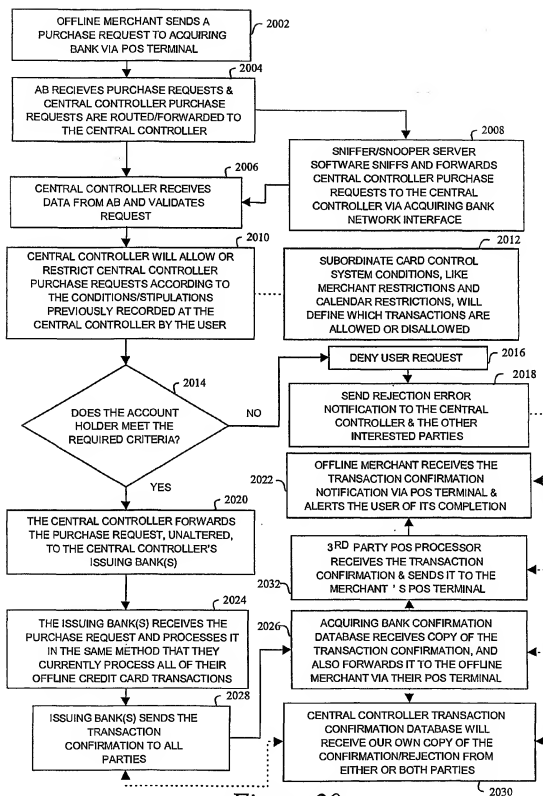 OFFLINE MERCHANT SENDS A
PURCHASE REQUEST TO ACQUIRING
BANK VIA POS TERMINAL
2002
2004
AB RECIEVES PURCHASE REQUESTS &
CENTRAL CONTROLLER PURCHASE
REQUESTS ARE ROUTED/FORWARDED
TO THE CENTRAL CONTROLLER
2008
SNIFFER/SNOOPER SERVER
SOFTWARE SNIFFS AND FORWARDS
CENTRAL CONTROLLER PURCHASE
REQUESTS TO THE CENTRAL
CONTROLLER VIA ACQUIRING BANK
NETWORK INTERFACE
2006
CENTRAL CONTROLLER RECEIVES
DATA FROM AB AND VALIDATES
REQUEST
2010
CENTRAL CONTROLLER WILL ALLOW OR
RESTRICT CENTRAL CONTROLLER
PURCHASE REQUESTS ACCORDING
TO THE CONDITIONS/STIPULATIONS
PREVIOUSLY RECORDED AT THE
CENTRAL CONTROLLER BY THE USER
2012
SUBORDINATE CARD CONTROL
SYSTEM CONDITIONS, LIKE
MERCHANT RESTRICTIONS AND
CALENDAR RESTRICTIONS, WILL
DEFINE WHICH TRANSACTIONS ARE
ALLOWED OR DISALLOWED
2014
DOES THE ACCOUNT
HOLDER MEET THE
REQUIRED CRITERIA?
NO
YES
DENY USER REQUEST
2016
2018
SEND REJECTION ERROR
NOTIFICATION TO THE CENTRAL
CONTROLLER & THE OTHER
INTERESTED PARTIES
2022
OFFLINE MERCHANT RECEIVES THE
TRANSACTION CONFIRMATION
NOTIFICATION VIA POS TERMINAL &
ALERTS THE USER OF ITS COMPLETION
2020
THE CENTRAL CONTROLLER FORWARDS
THE PURCHASE REQUEST, UNALTERED,
TO THE CENTRAL CONTROLLER'S
ISSUING BANK(S)
3RD PARTY POS PROCESSOR
RECEIVES THE TRANSACTION
CONFIRMATION & SENDS IT TO THE
MERCHANT ' S POS TERMINAL
2032
2024
THE ISSUING BANK(S) RECEIVES THE
PURCHASE REQUEST AND PROCESSES IT
IN THE SAME METHOD THAT THEY
CURRENTLY PROCESS ALL OF THEIR
OFFLINE CREDIT CARD TRANSACTIONS
2026
ACQUIRING BANK CONFIRMATION
DATABASE RECEIVES COPY OF THE
TRANSACTION CONFIRMATION, AND
ALSO FORWARDS IT TO THE OFFLINE
MERCHANT VIA THEIR POS TERMINAL
2028
ISSUING BANK(S) SENDS THE
TRANSACTION
CONFIRMATION TO ALL
PARTIES
CENTRAL CONTROLLER TRANSACTION
CONFIRMATION DATABASE WILL
RECEIVE OUR OWN COPY OF THE
CONFIRMATION/REJECTION FROM
EITHER OR BOTH PARTIES
2030